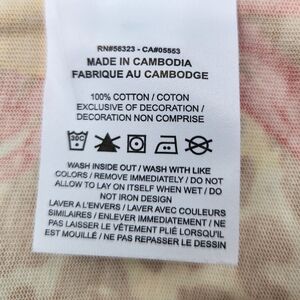 RN#56323 - CA#05553
MADE IN CAMBODIA
FABRIQUE AU CAMBODGE
100% COTTON / COTON
EXCLUSIVE OF DECORATION /
DECORATION NON COMPRISE
30C
WASH INSIDE OUT / WASH WITH LIKE
COLORS / REMOVE IMMEDIATELY / DO NOT
ALLOW TO LAY ON ITSELF WHEN WET / DO
NOT IRON DESIGN
LAVER A L'ENVERS / LAVER AVEC COULEURS
SIMILAIRES / ENLEVER IMMEDIATEMENT / NE
PAS LAISSER LE VÊTEMENT PLIÉ LORSQU'IL
EST MOUILLÉ / NE PAS REPASSER LE DESSIN